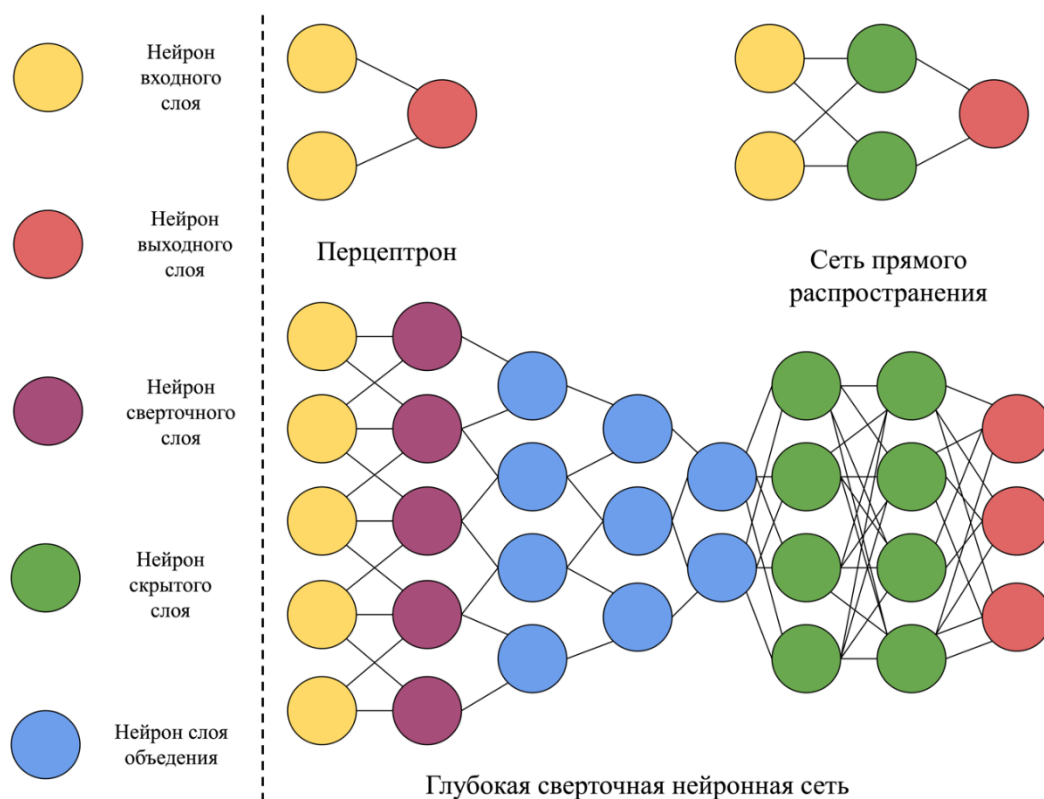 Нейрон
входного
слоя
Нейрон
выходного
слоя
Нейрон
сверточного
слоя
Нейрон
скрытого
слоя
Нейрон слоя
объедения
Перцептрон
Сеть прямого
распространения
Глубокая сверточная нейронная сеть